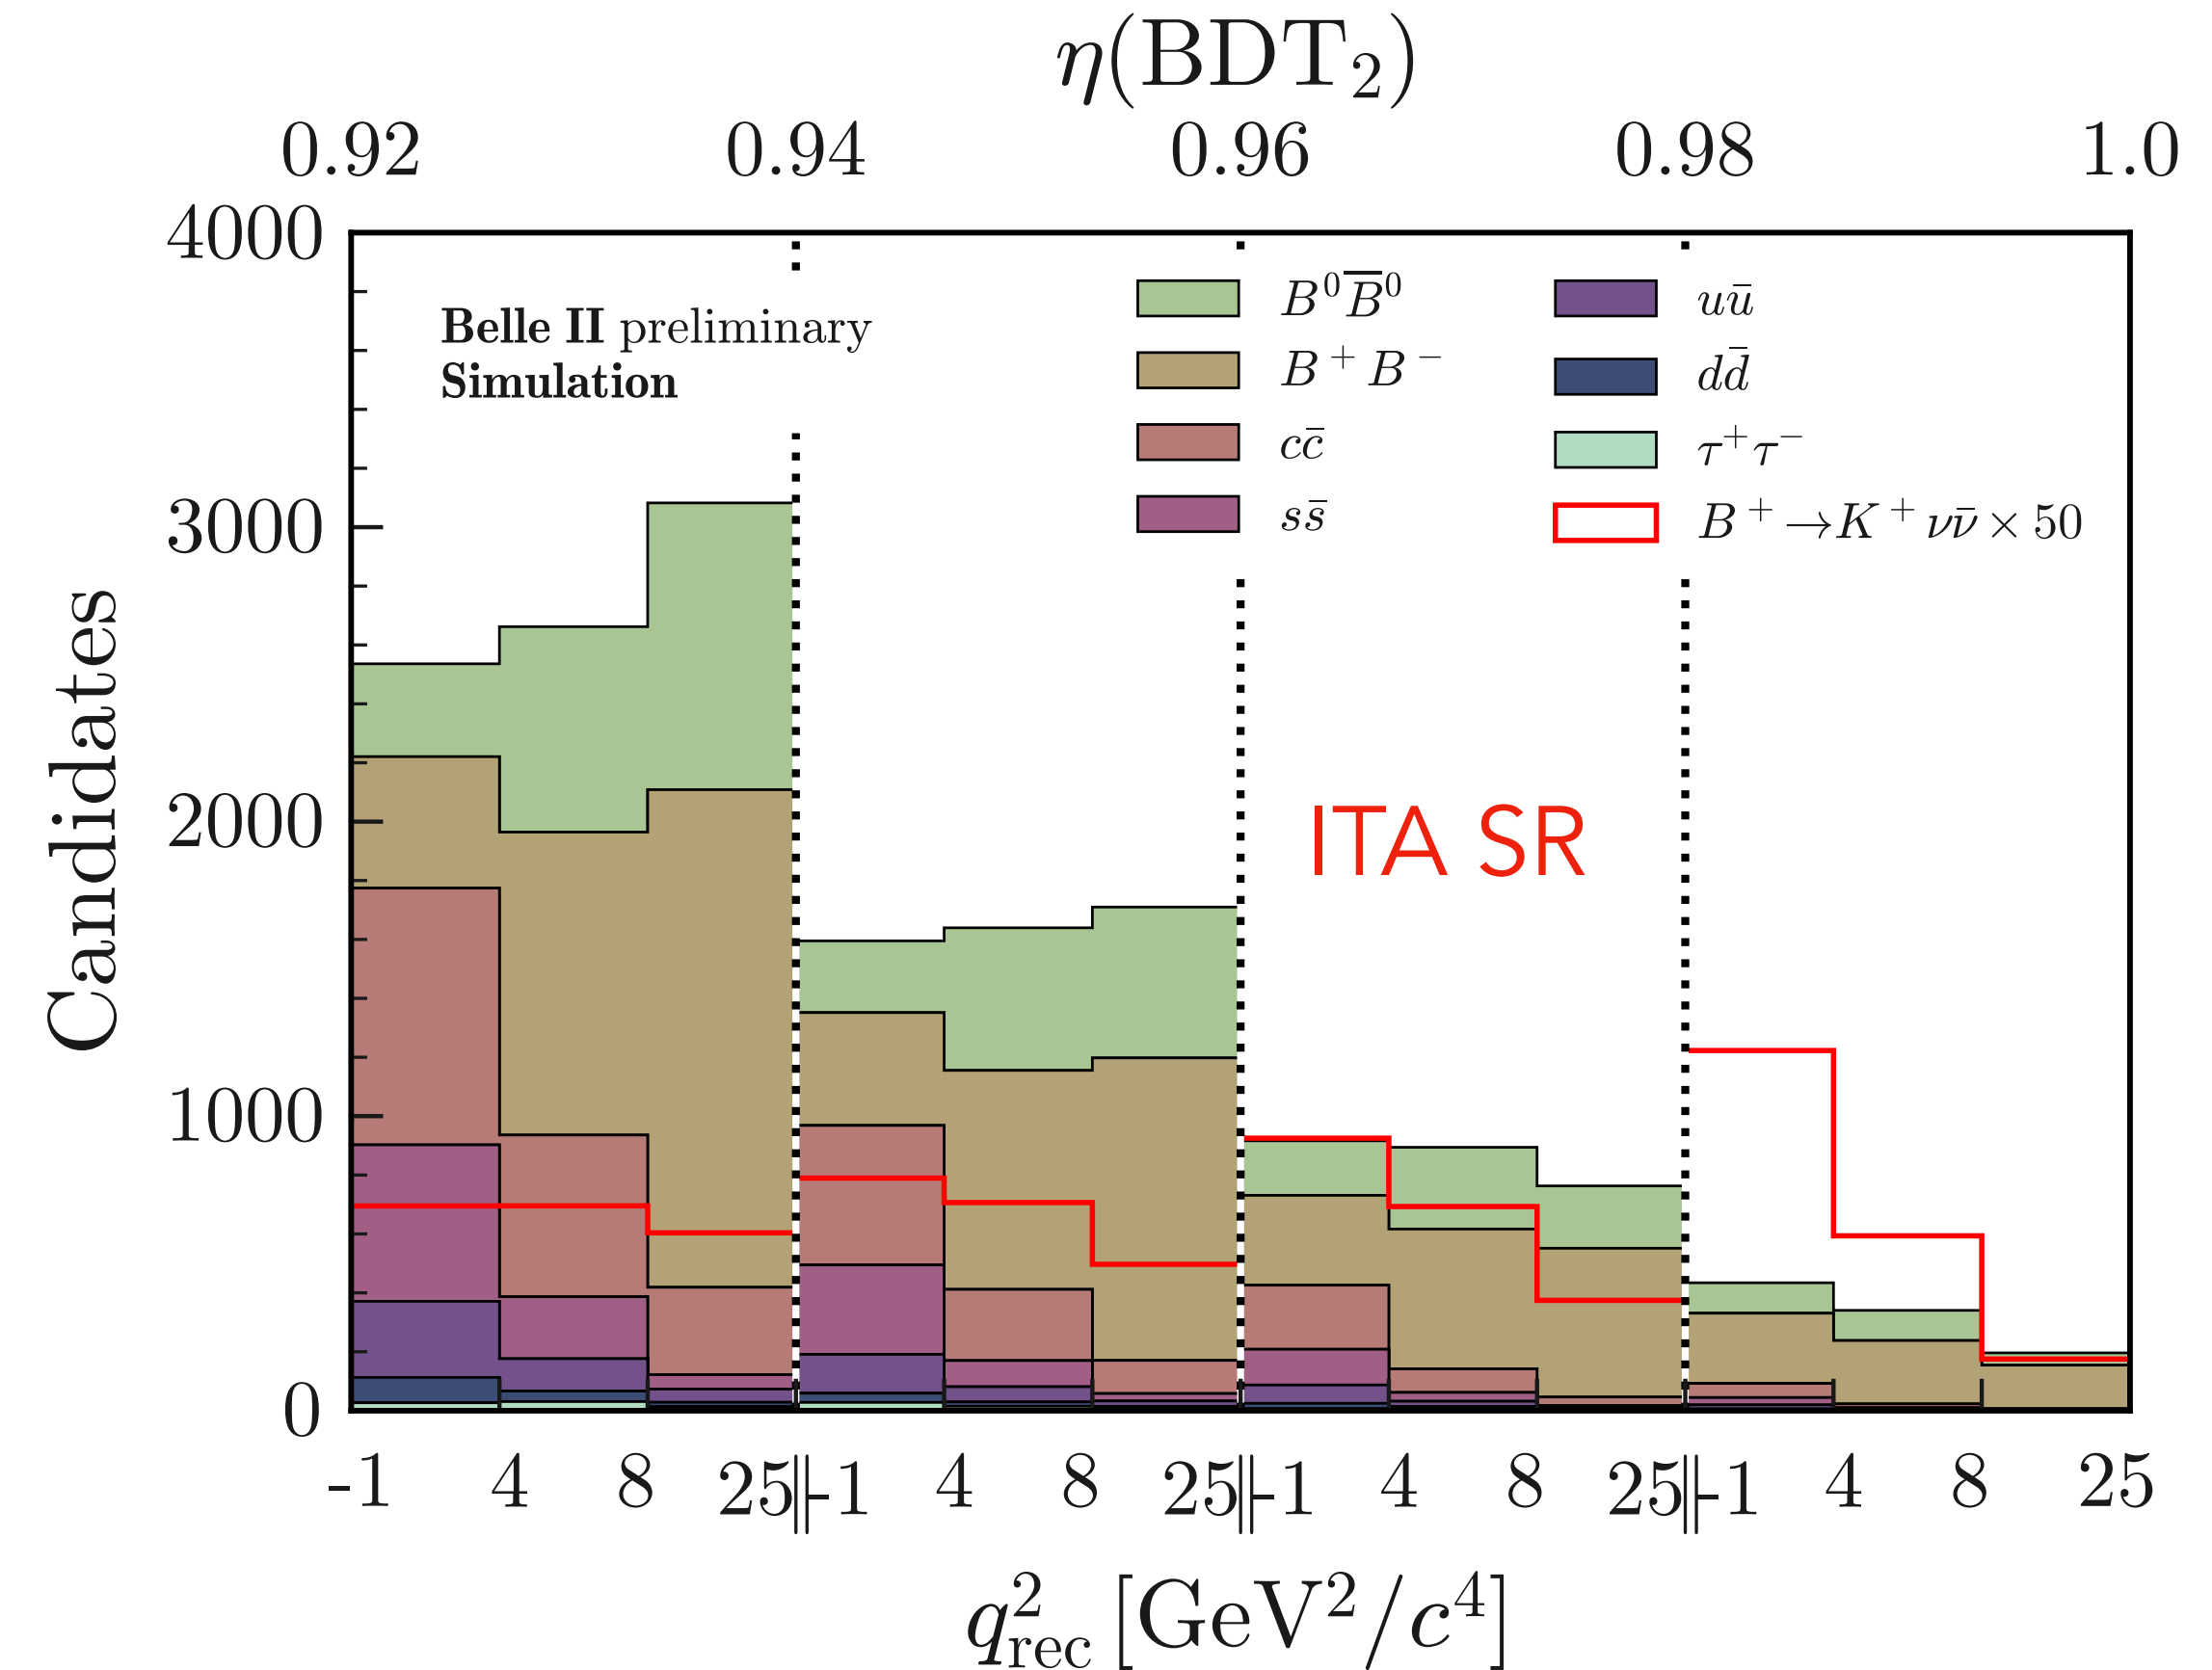 η(BDT₂)
0.92 0.94 0.96 0.98 1.0
4000
3000
2000
1000
0
Candidates
Belle II preliminary
Simulation
B⁰B̅⁰
B⁺B⁻
cc̄
ss̄
uū
dd̄
τ⁺τ⁻
B⁺→K⁺νν̄ × 50
ITA SR
-1 4 8 25||-1 4 8 25||-1 4 8 25||-1 4 8 25
q²rec [GeV²/c⁴]